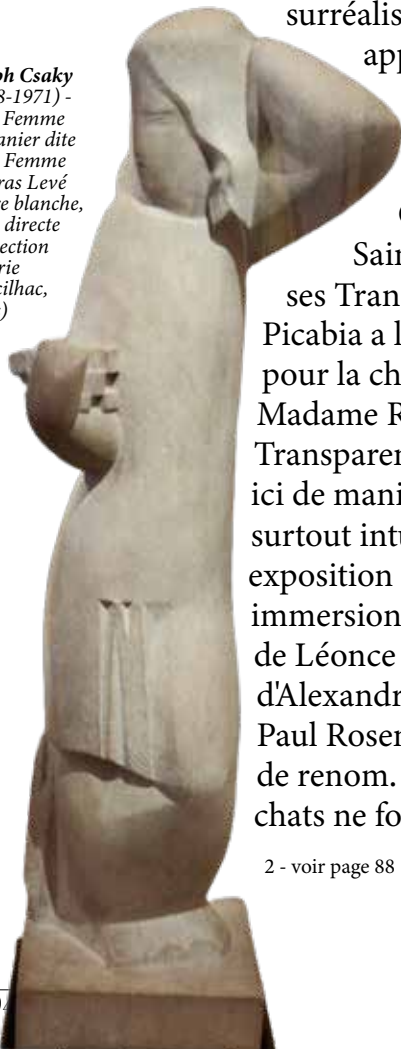 ph Csaky
8-1971) -
Femme
anier dite
Femme
ras Levé
e blanche,
directe
ection
rie
cilhac,
surréalis
app
Sain
ses Tran
Picabia a l
pour la ch
Madame R
Transparen
ici de mani
surtout intu
exposition
immersion
de Léonce
d'Alexandr
Paul Rosen
de renom.
chats ne fo
2 - voir page 88